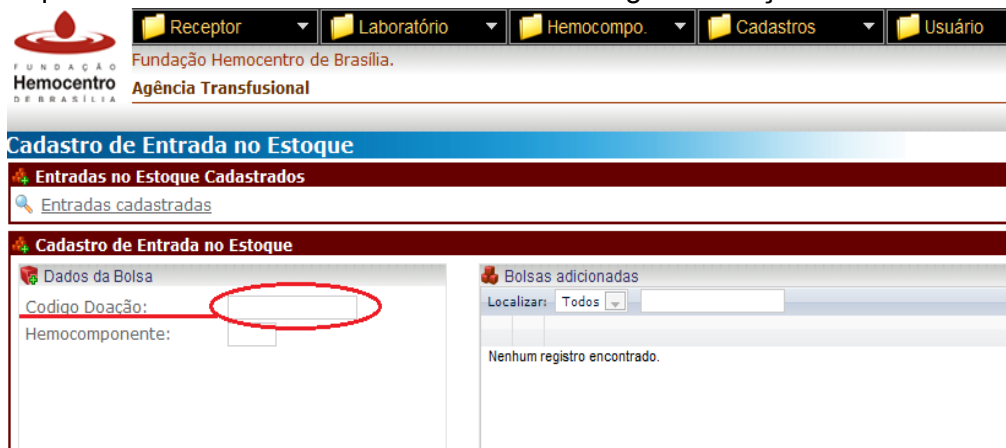 Receptor Laboratório Hemocompo. Cadastros Usuário
FUNDAÇÃO
Hemocentro
DE BRASÍLIA
Fundação Hemocentro de Brasília.
Agência Transfusional
Cadastro de Entrada no Estoque
Entradas no Estoque Cadastrados
Entradas cadastradas
Cadastro de Entrada no Estoque
Dados da Bolsa
Codigo Doação:
Hemocomponente:
Bolsas adicionadas
Localizar: Todos
Nenhum registro encontrado.